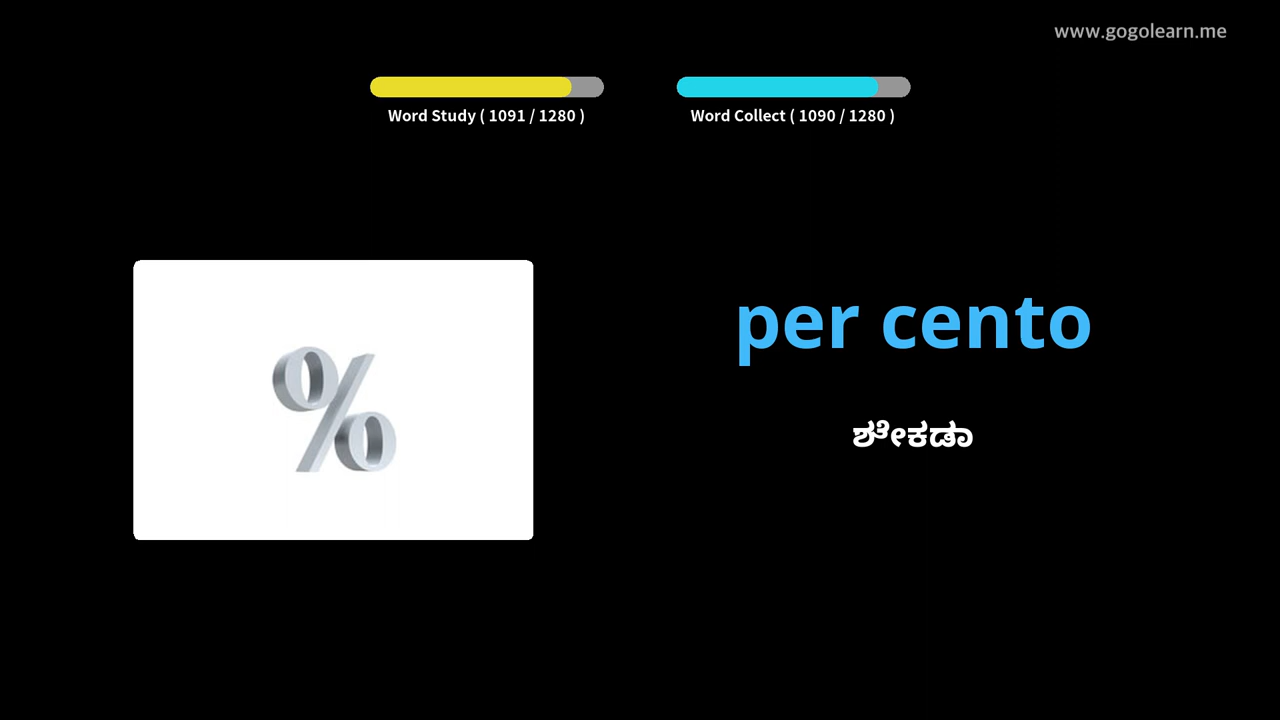 www.gogolearn.me
Word Study ( 1091 / 1280 )
Word Collect ( 1090 / 1280 )
%
per cento
ಶೇಕಡಾ